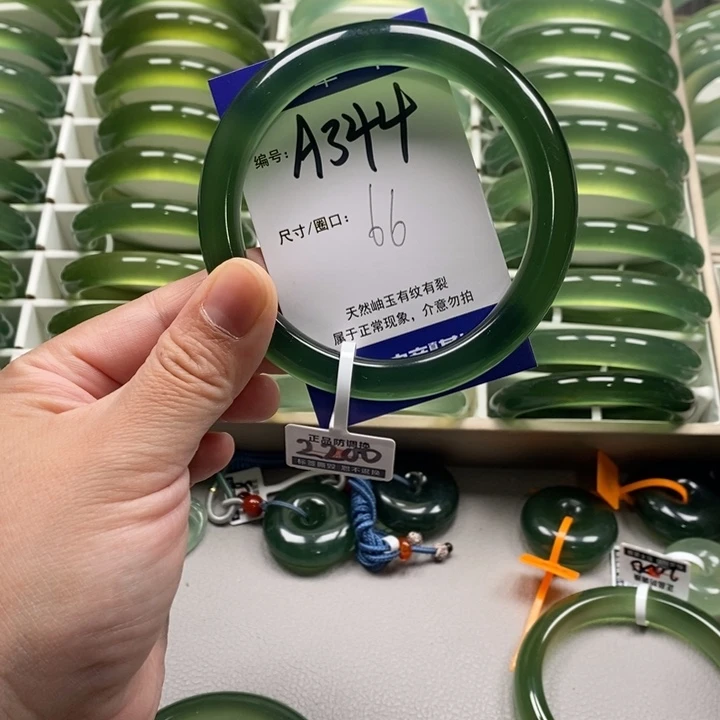 编号: A344
尺寸/圈口: 66
天然岫玉有纹有裂
属于正常现象，介意勿拍
正品防调换
2200